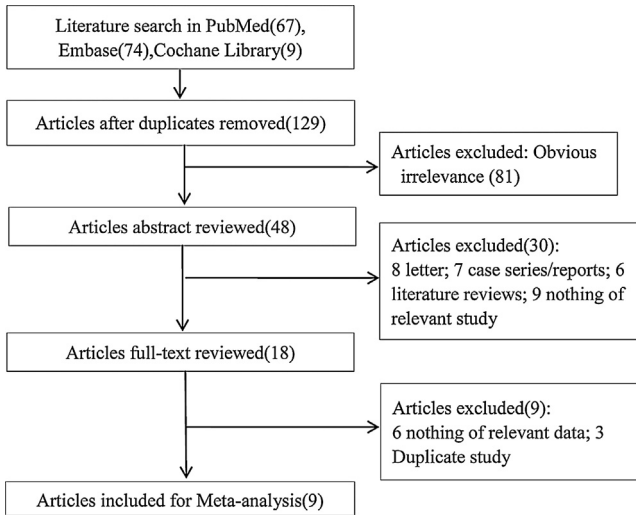 Literature search in PubMed(67),
Embase(74),Cochane Library(9)
Articles after duplicates removed(129)
Articles excluded: Obvious
irrelevance (81)
Articles abstract reviewed(48)
Articles excluded(30):
8 letter; 7 case series/reports; 6
literature reviews; 9 nothing of
relevant study
Articles full-text reviewed(18)
Articles excluded(9):
6 nothing of relevant data; 3
Duplicate study
Articles included for Meta-analysis(9)